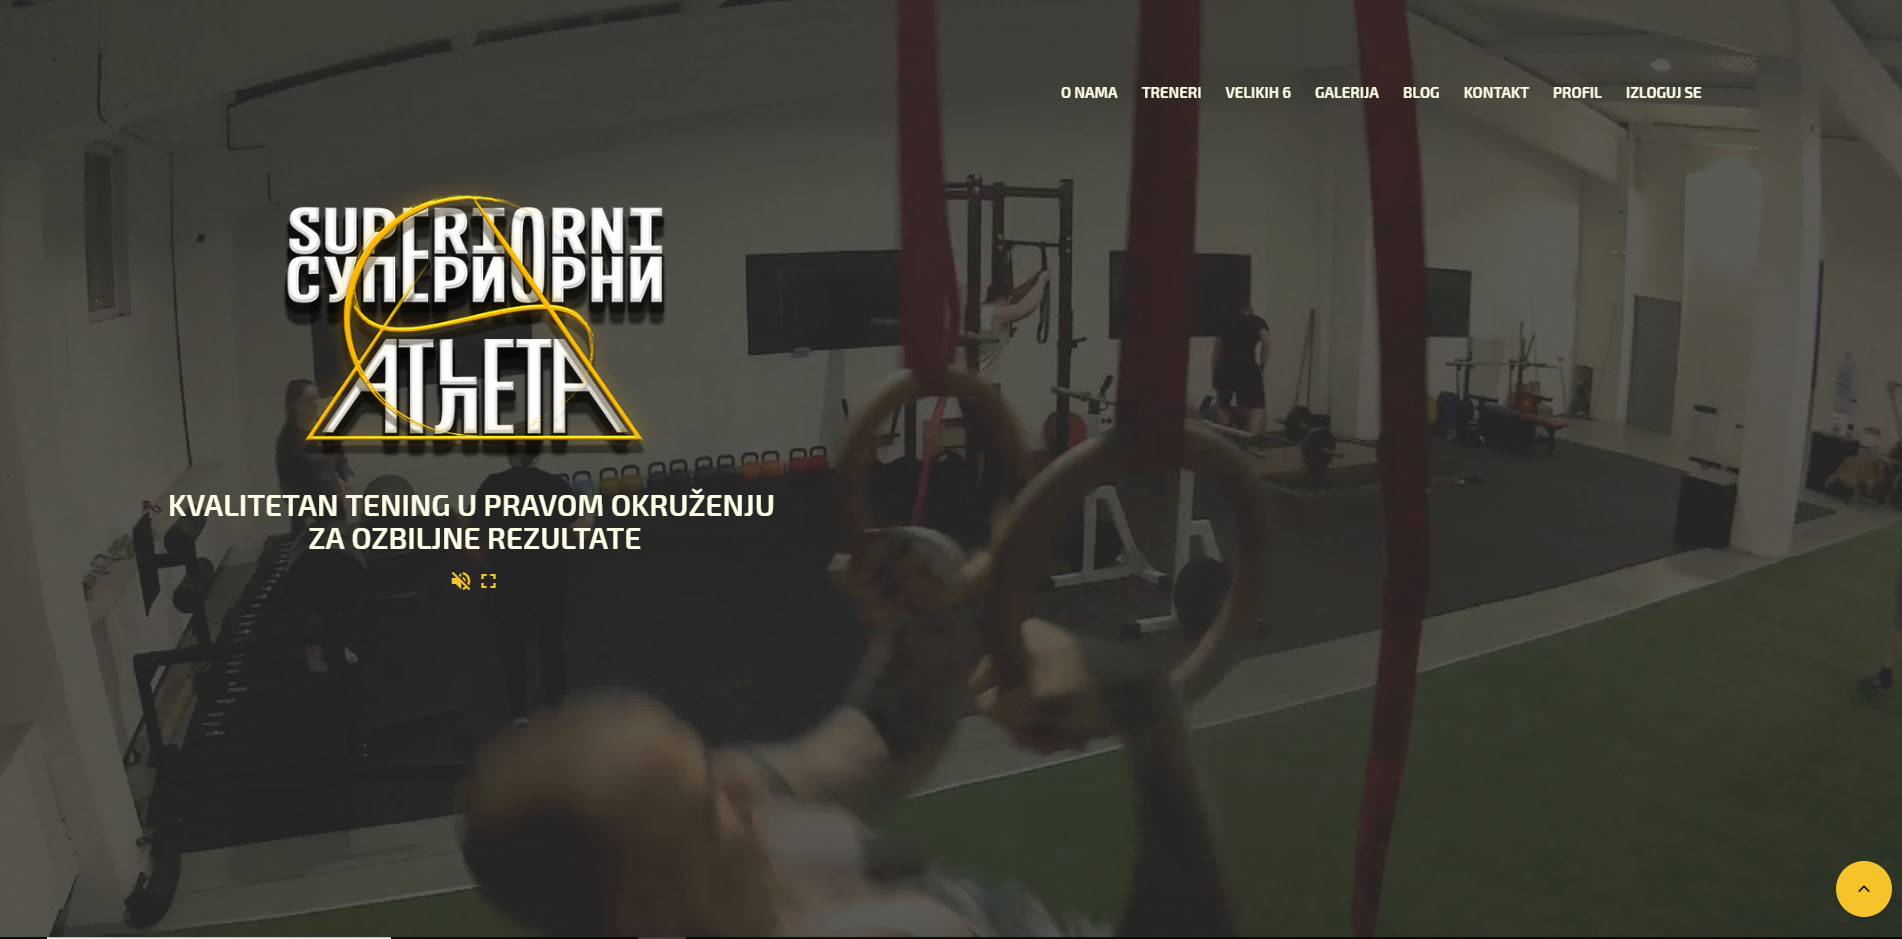 O NAMA TRENERI VELIKIH 6 GALERIJA BLOG KONTAKT PROFIL IZLOGUJ SE
SUPERIORNI
СУПЕРИОРНИ
ATЉETA
KVALITETAN TENING U PRAVOM OKRUŽENJU
ZA OZBILJNE REZULTATE